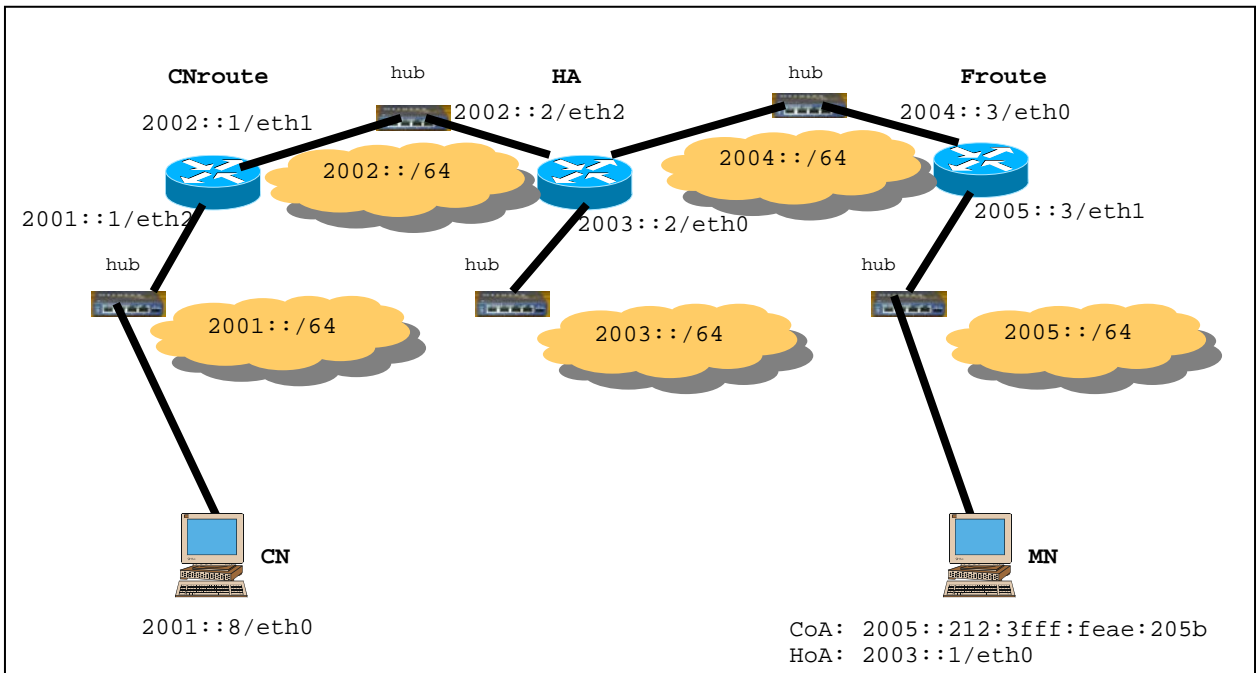 CNroute
hub
HA
hub
Froute
2002::1/eth1
2002::2/eth2
2004::3/eth0
2002::/64
2004::/64
2001::1/eth2
2003::2/eth0
2005::3/eth1
hub
hub
hub
2001::/64
2003::/64
2005::/64
CN
MN
2001::8/eth0
CoA: 2005::212:3fff:feae:205b
HoA: 2003::1/eth0